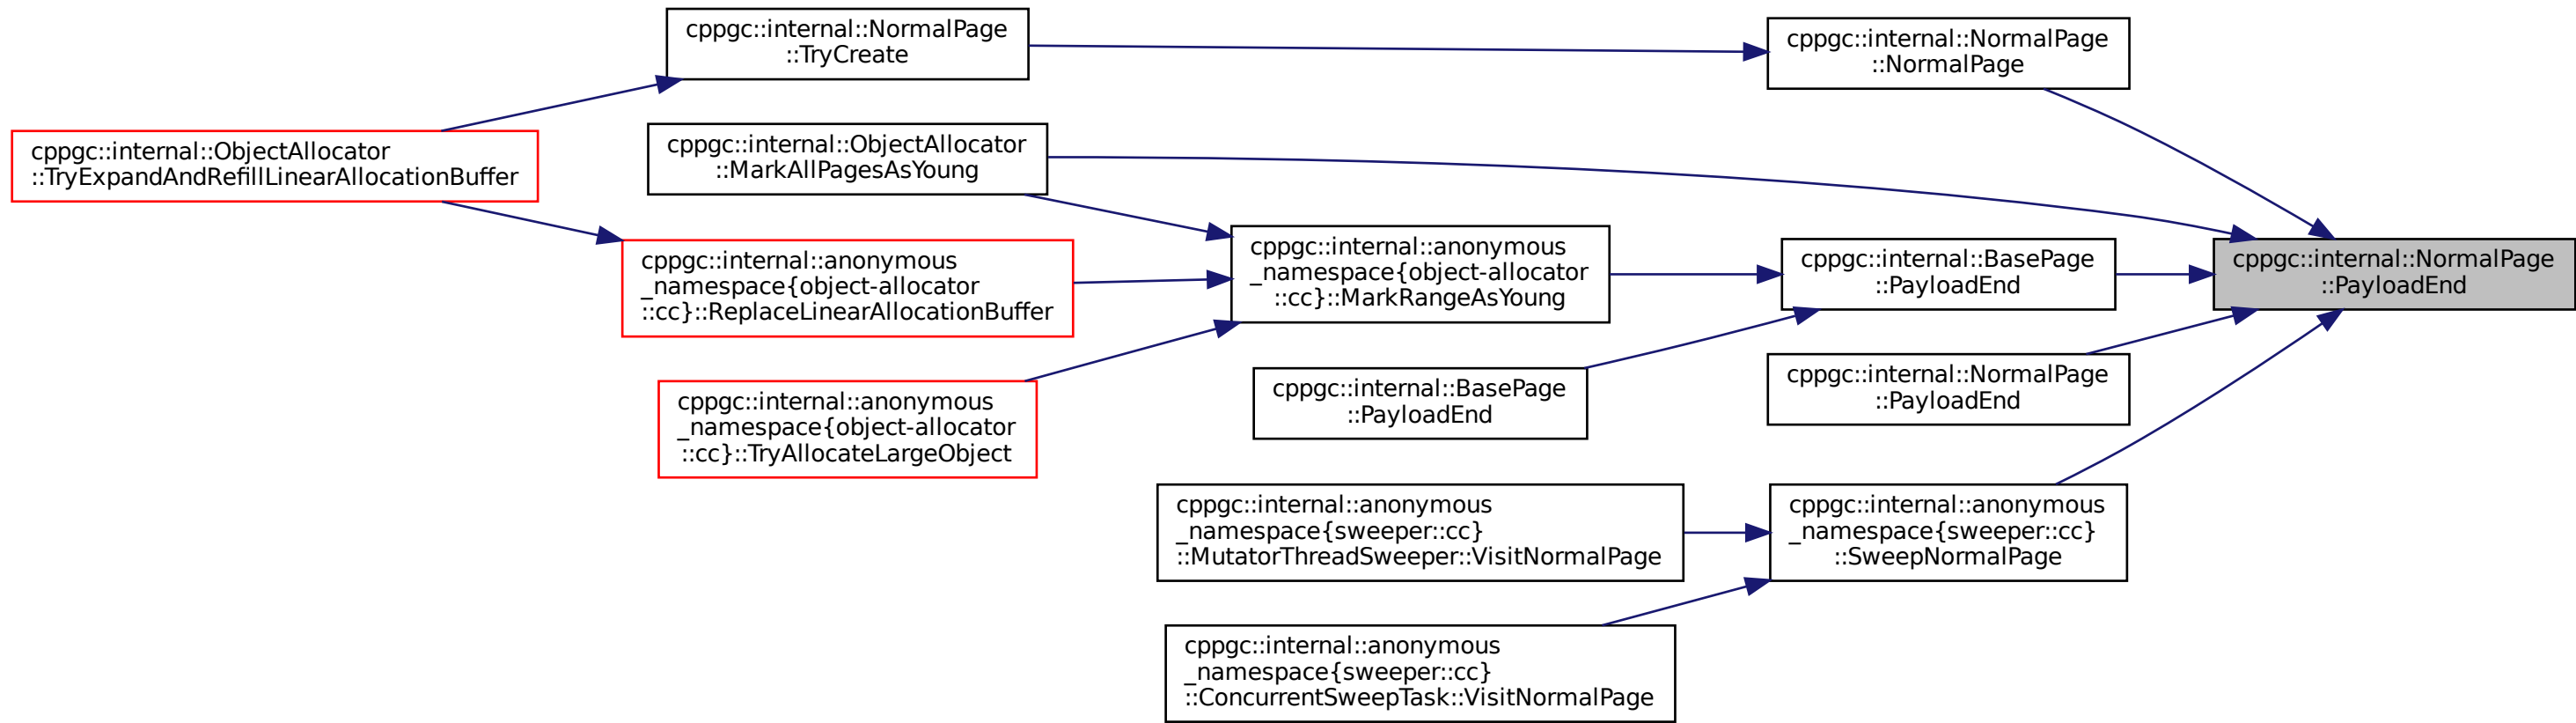 cppgc::internal::NormalPage
::TryCreate
cppgc::internal::NormalPage
::NormalPage
cppgc::internal::ObjectAllocator
::TryExpandAndRefillLinearAllocationBuffer
cppgc::internal::ObjectAllocator
::MarkAllPagesAsYoung
cppgc::internal::anonymous
_namespace{object-allocator
::cc}::ReplaceLinearAllocationBuffer
cppgc::internal::anonymous
_namespace{object-allocator
::cc}::MarkRangeAsYoung
cppgc::internal::BasePage
::PayloadEnd
cppgc::internal::NormalPage
::PayloadEnd
cppgc::internal::anonymous
_namespace{object-allocator
::cc}::TryAllocateLargeObject
cppgc::internal::BasePage
::PayloadEnd
cppgc::internal::NormalPage
::PayloadEnd
cppgc::internal::anonymous
_namespace{sweeper::cc}
::MutatorThreadSweeper::VisitNormalPage
cppgc::internal::anonymous
_namespace{sweeper::cc}
::SweepNormalPage
cppgc::internal::anonymous
_namespace{sweeper::cc}
::ConcurrentSweepTask::VisitNormalPage